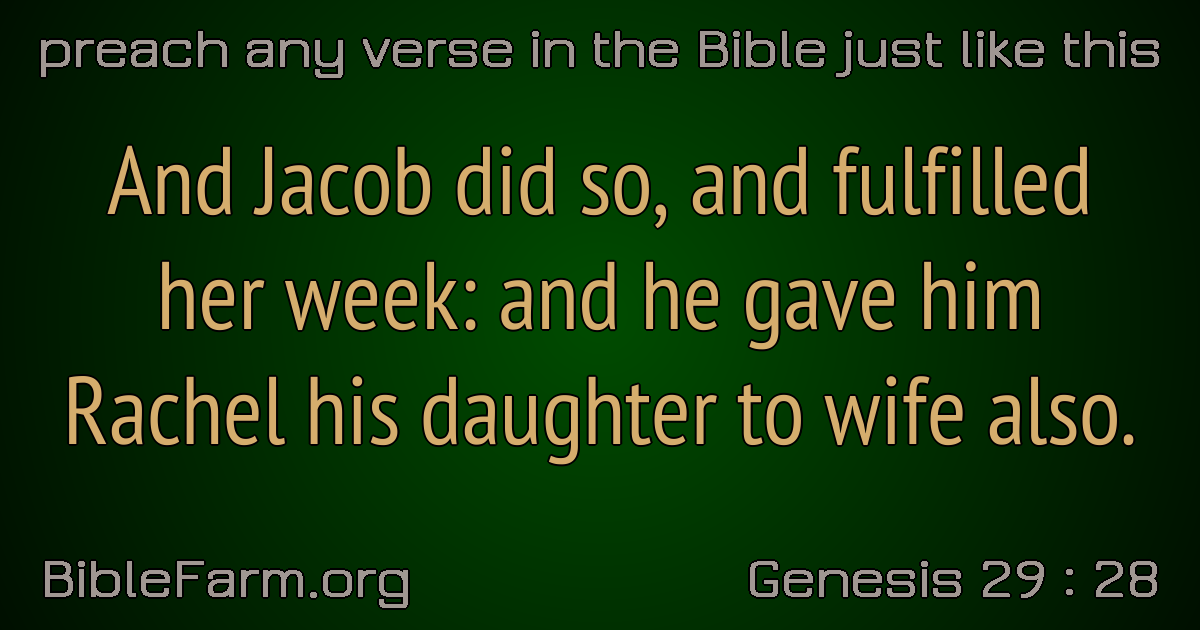 preach any verse in the Bible just like this
And Jacob did so, and fulfilled
her week: and he gave him
Rachel his daughter to wife also.
BibleFarm.org
Genesis 29 : 28